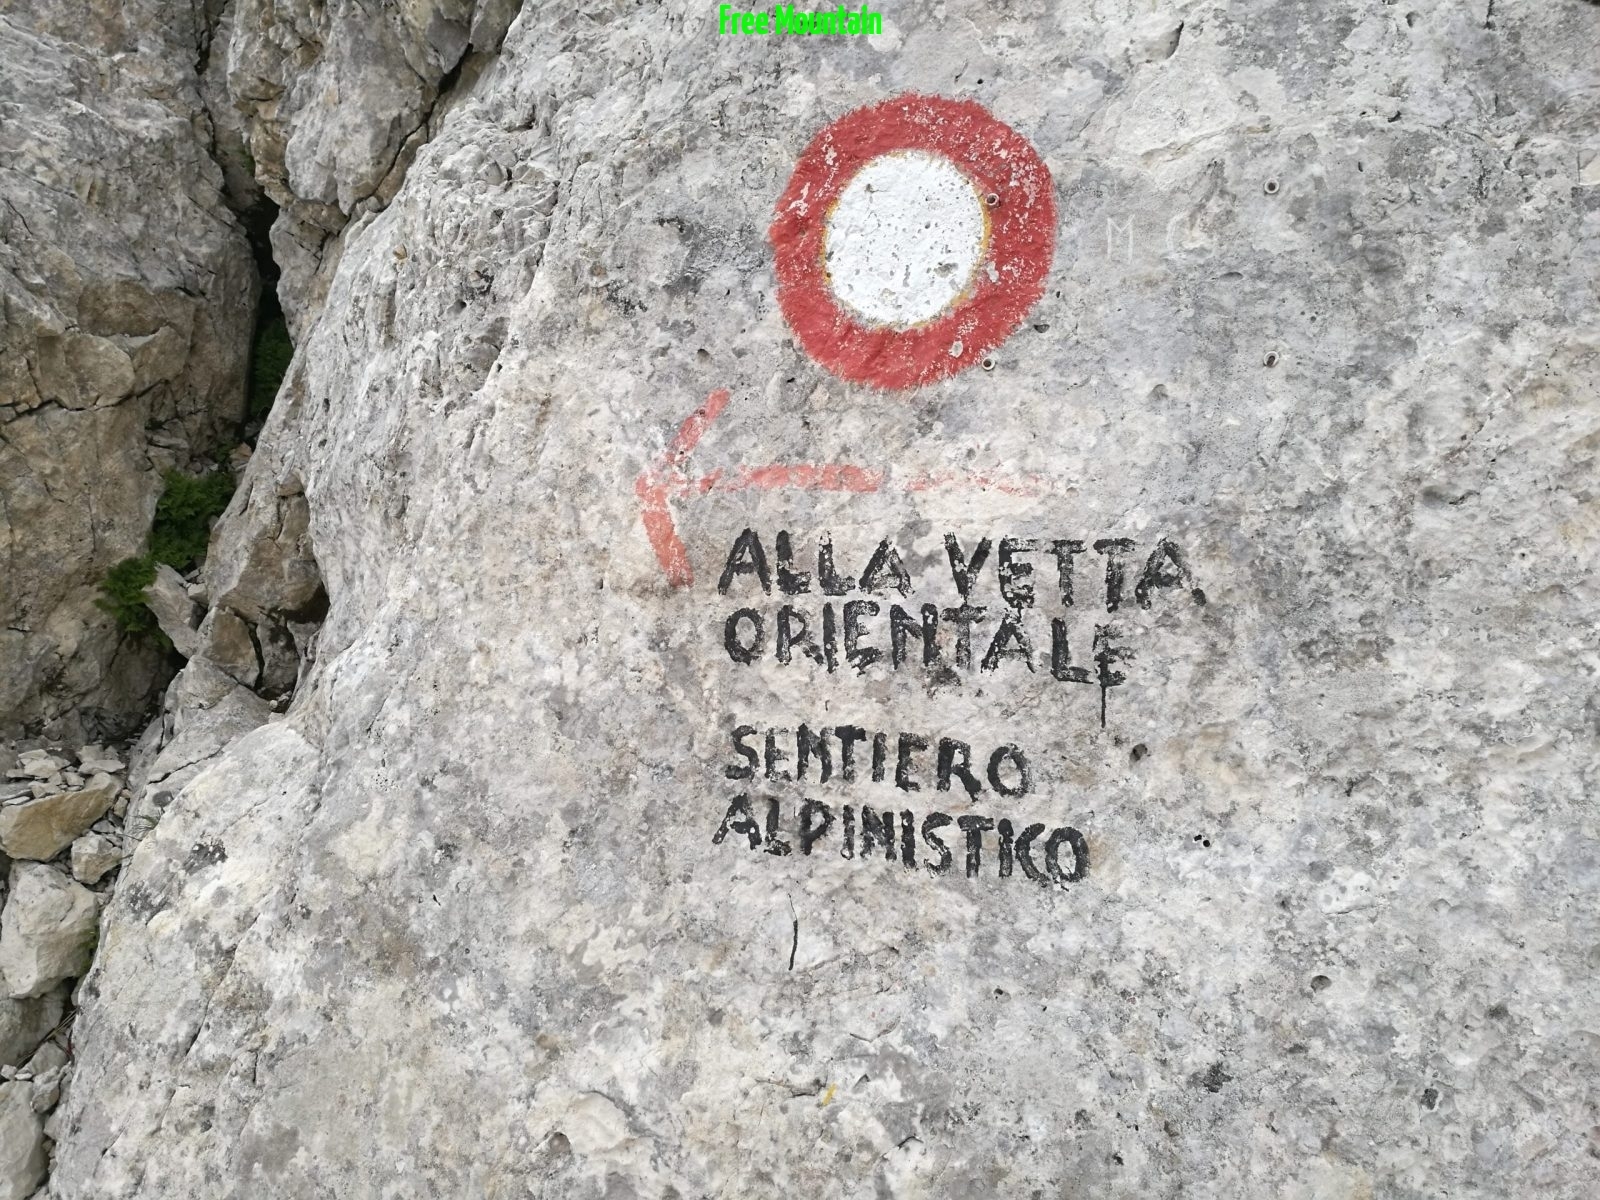 Free Mountain
M C
ALLA VETTA
ORIENTALE
SENTIERO
ALPINISTICO